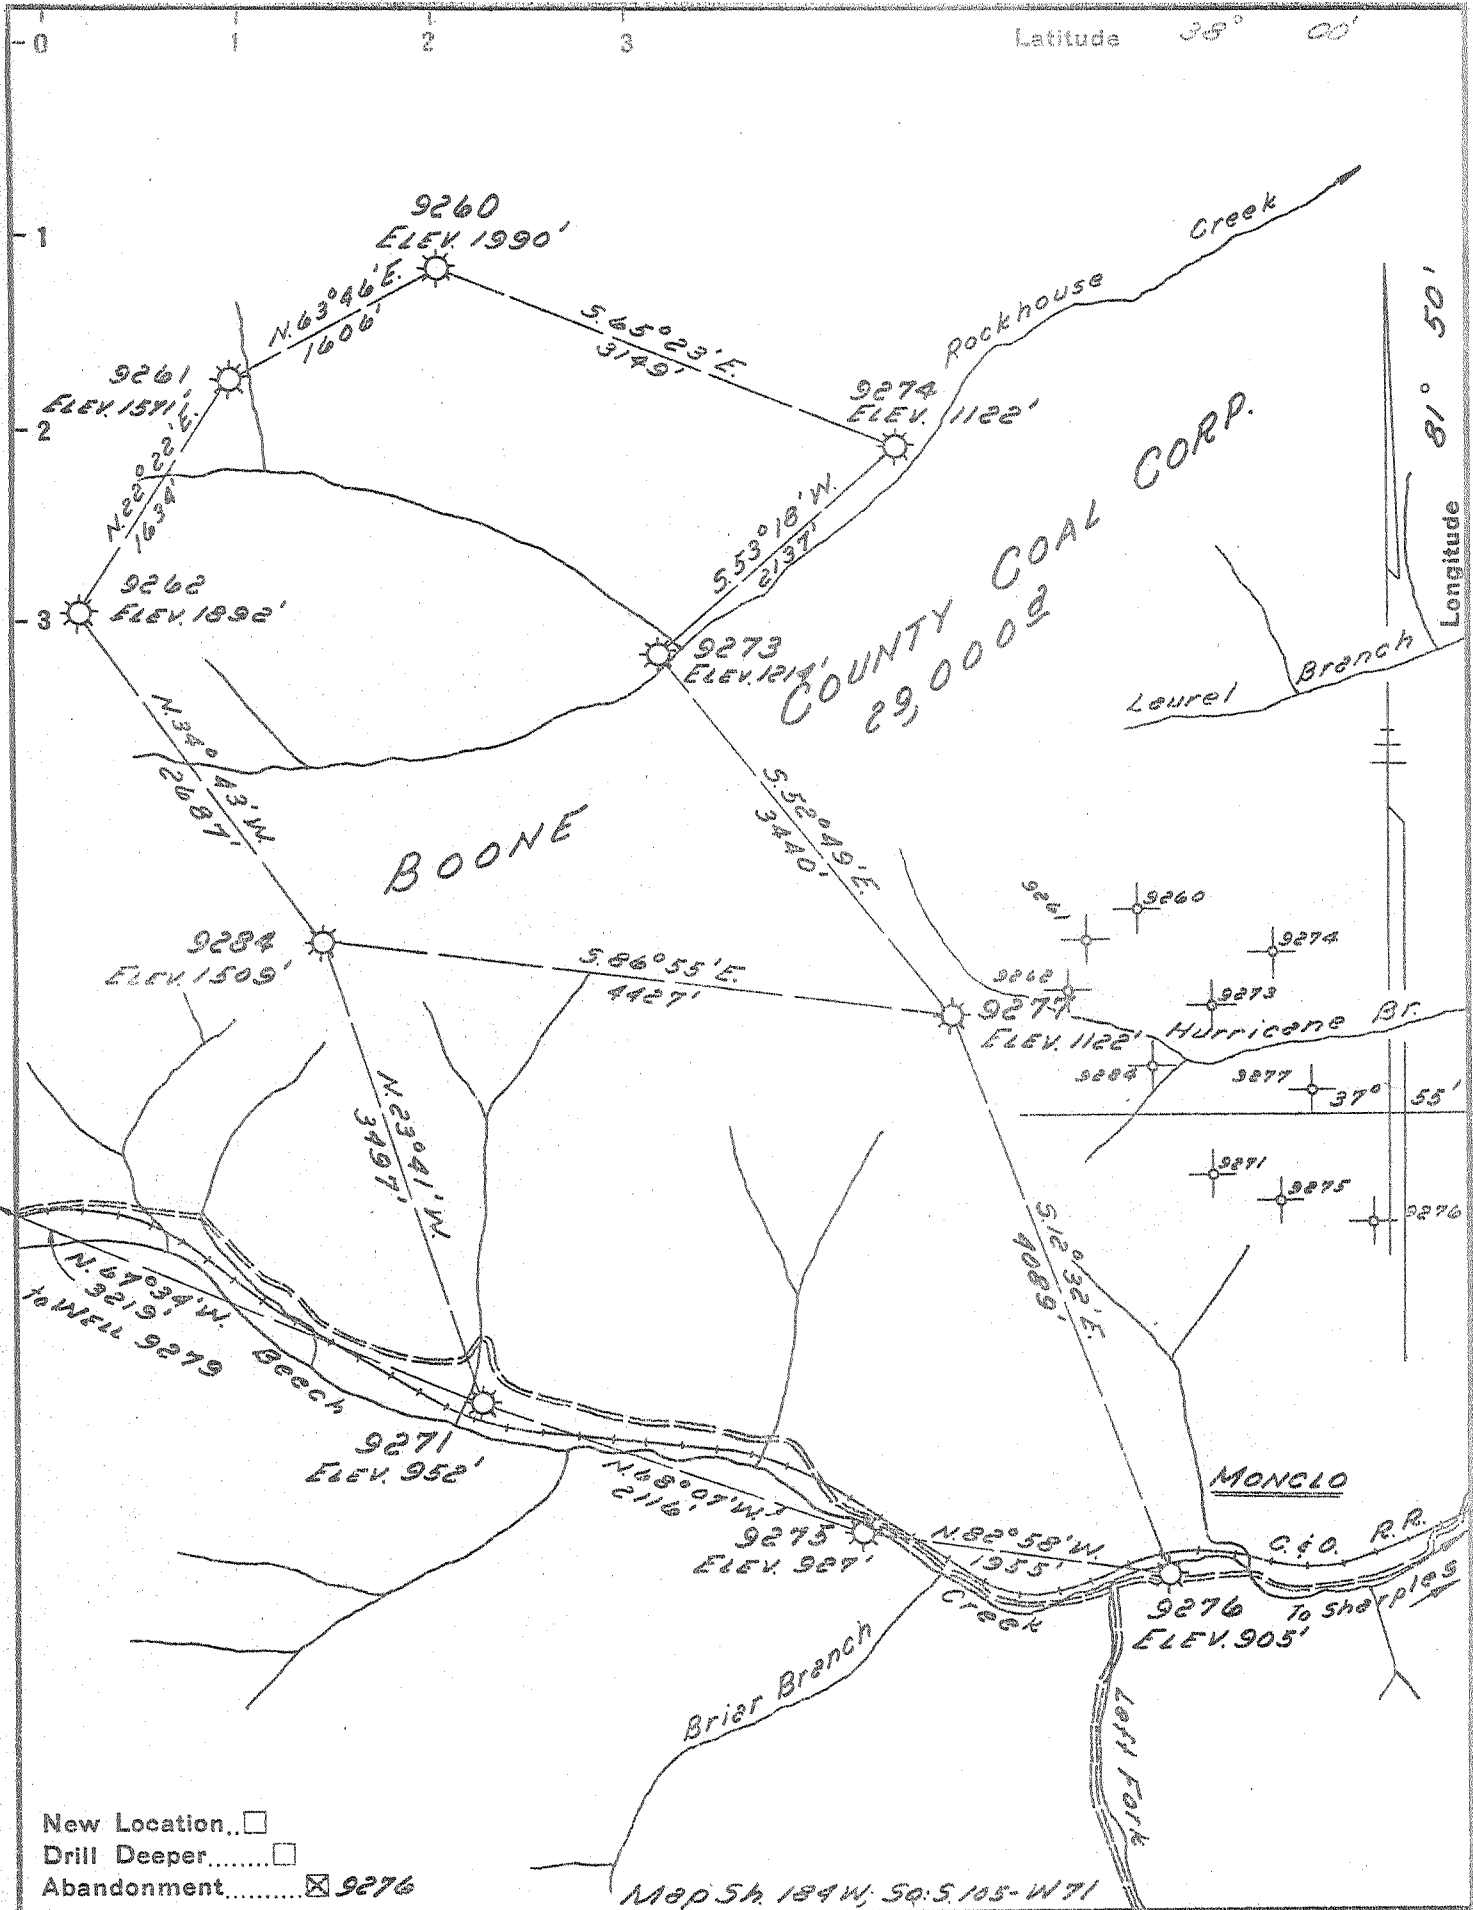 0 1 2 3 Latitude 38° 00'
1
2
3
Longitude 81° 50'
9260
ELEV. 1990'
N.63°46'E.
1606'
S.65°23'E.
3149'
Rockhouse Creek
9261
ELEV. 1571'
9274
ELEV. 1122'
N.22°22'E.
1634'
S.53°18'W.
2137'
9262
ELEV. 1892'
9273
ELEV. 1214'
BOONE COUNTY COAL CORP.
29,000 a
Laurel Branch
N.34°43'W.
2687'
S.52°49'E.
3440'
9284
ELEV. 1509'
S.86°55'E.
4427'
9277
ELEV. 1122'
9261
9260
9274
9262
9273
Hurricane Br.
9284
9277
37° 55'
9271
9275
9276
N.23°41'W.
3497'
S.12°32'E.
4089'
N.67°34'W.
3219'
to WELL 9279
Beech Creek
9271
ELEV. 952'
N.68°07'W.
2116'
9275
ELEV. 927'
N.82°58'W.
1955'
MONCLO
C.&O. R.R.
To Sharples
9276
ELEV. 905'
Briar Branch
Left Fork
New Location..
Drill Deeper........
Abandonment.......... 9276
Map Sh. 184W; Sq: S.105-W71